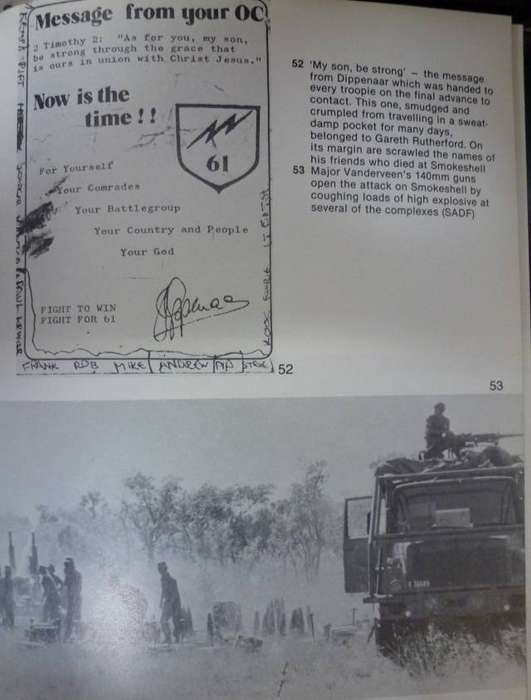 Message from your OC
2 Timothy 2: "As for you, my son,
be strong through the grace that
is ours in union with Christ Jesus."
Now is the
time!!
61
For Yourself
Your Comrades
Your Battlegroup
Your Country and People
Your God
FIGHT TO WIN
FIGHT FOR 61
FRANK ROB MIKE ANDREW STEVE
52
52 'My son, be strong' – the message
from Dippenaar which was handed to
every troopie on the final advance to
contact. This one, smudged and
crumpled from travelling in a sweat-
damp pocket for many days,
belonged to Gareth Rutherford. On
its margin are scrawled the names of
his friends who died at Smokeshell
53 Major Vanderveen's 140mm guns
open the attack on Smokeshell by
coughing loads of high explosive at
several of the complexes (SADF)
53